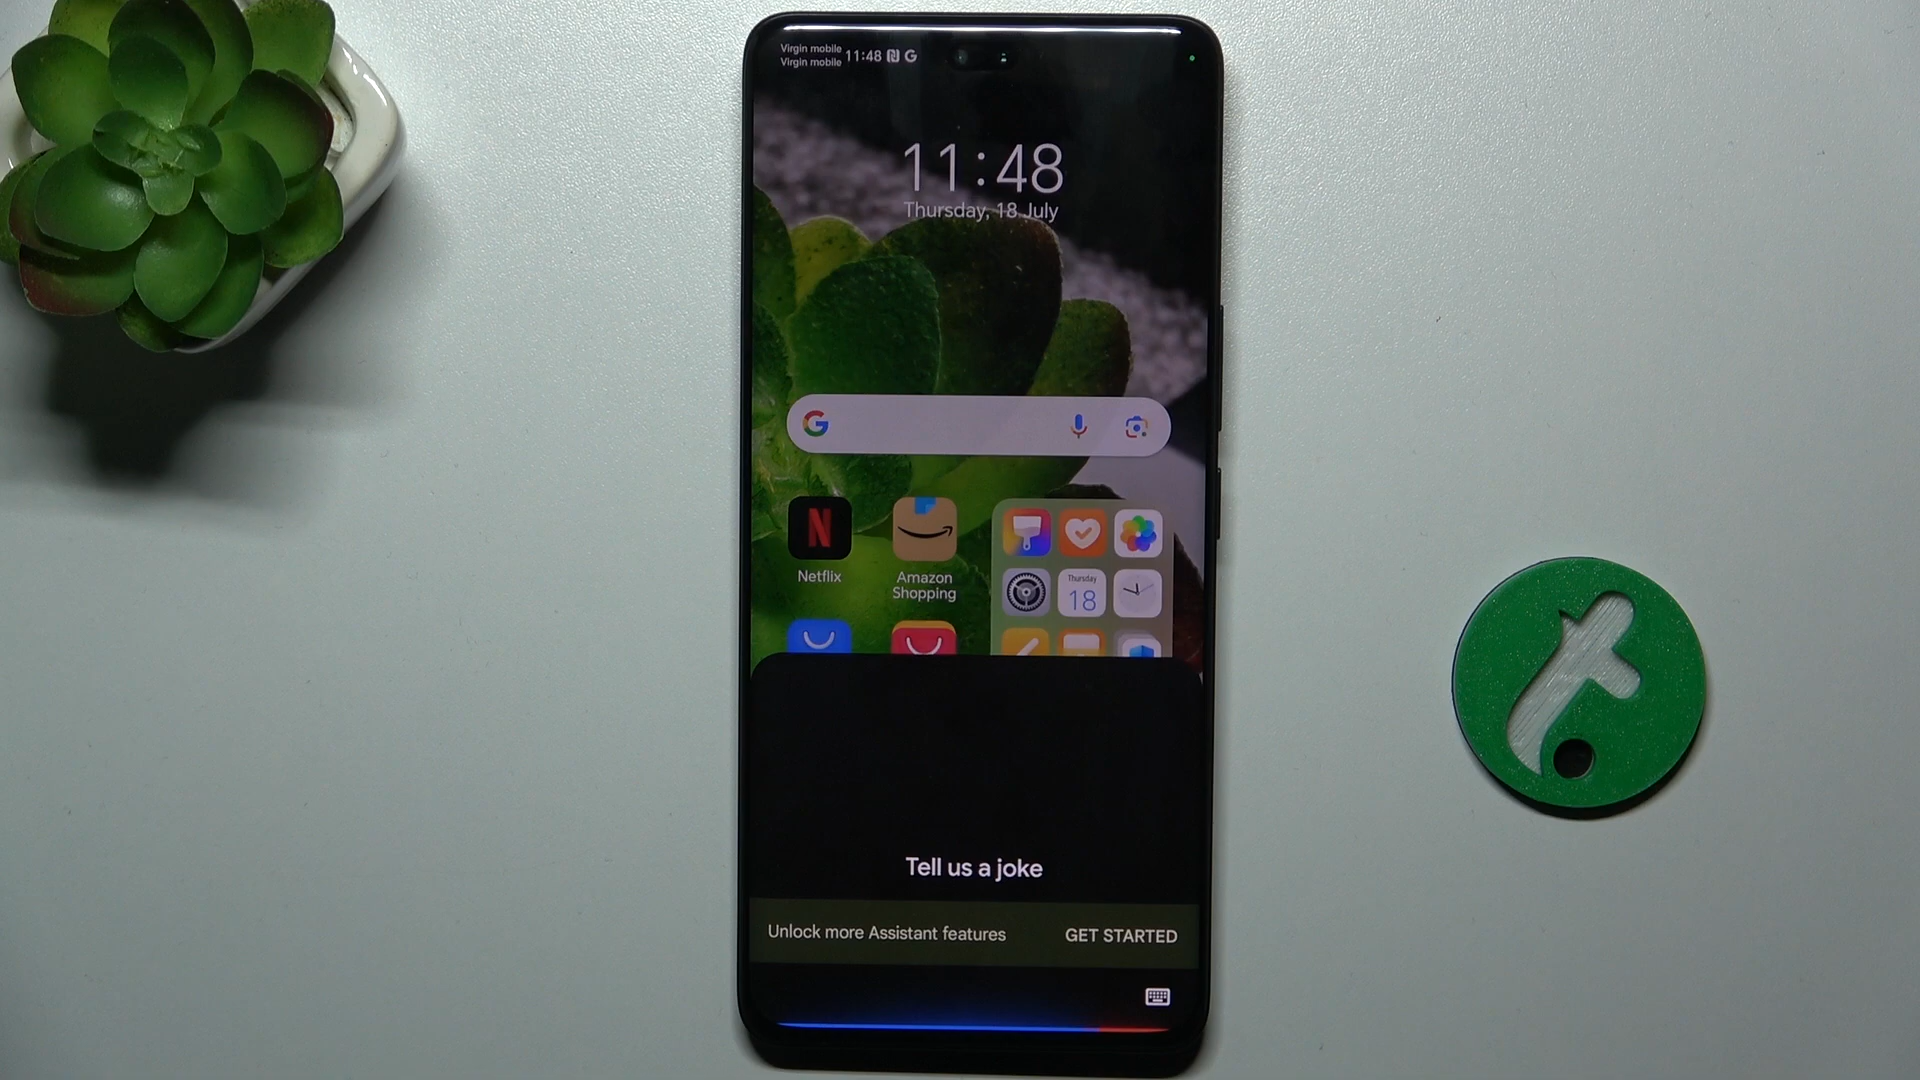 Virgin mobile
Virgin mobile
11:48
11:48
Thursday, 18 July
Netflix
Amazon
Shopping
Thursday
18
Tell us a joke
Unlock more Assistant features
GET STARTED